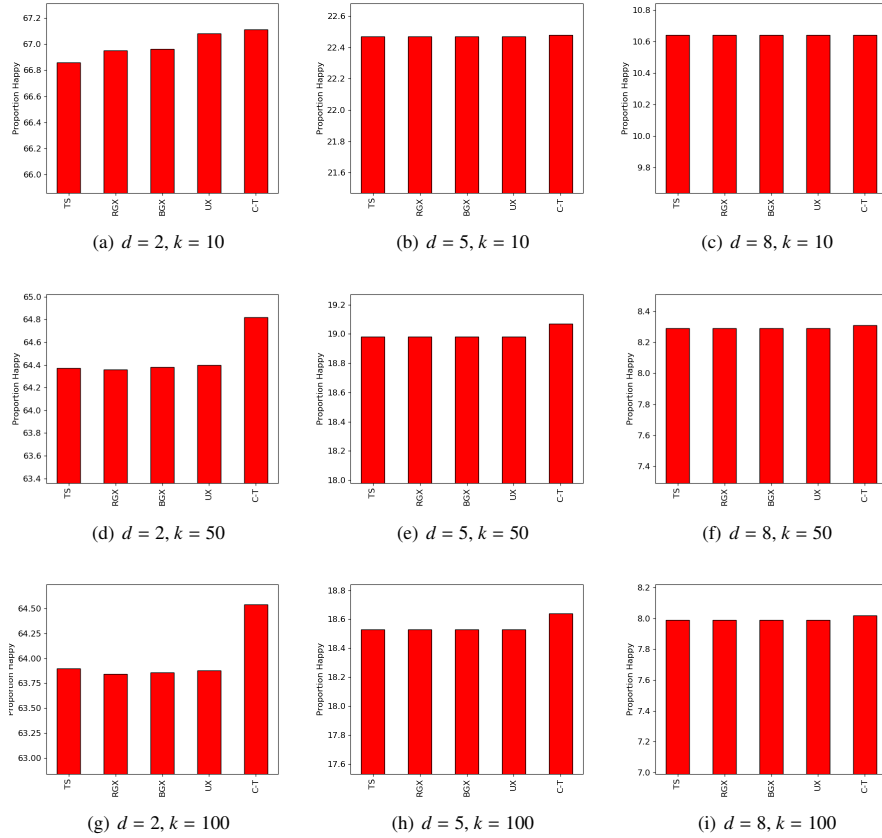 67.2
67.0
66.8
66.6
66.4
66.2
66.0
Proportion Happy
TS
RGX
BGX
UX
C-T
(a) d = 2, k = 10
22.6
22.4
22.2
22.0
21.8
21.6
Proportion Happy
TS
RGX
BGX
UX
C-T
(b) d = 5, k = 10
10.8
10.6
10.4
10.2
10.0
9.8
Proportion Happy
TS
RGX
BGX
UX
C-T
(c) d = 8, k = 10
65.0
64.8
64.6
64.4
64.2
64.0
63.8
63.6
63.4
Proportion Happy
TS
RGX
BGX
UX
C-T
(d) d = 2, k = 50
19.2
19.0
18.8
18.6
18.4
18.2
18.0
Proportion Happy
TS
RGX
BGX
UX
C-T
(e) d = 5, k = 50
8.4
8.2
8.0
7.8
7.6
7.4
Proportion Happy
TS
RGX
BGX
UX
C-T
(f) d = 8, k = 50
64.50
64.25
64.00
63.75
63.50
63.25
63.00
Proportion Happy
TS
RGX
BGX
UX
C-T
(g) d = 2, k = 100
18.8
18.6
18.4
18.2
18.0
17.8
17.6
Proportion Happy
TS
RGX
BGX
UX
C-T
(h) d = 5, k = 100
8.2
8.0
7.8
7.6
7.4
7.2
7.0
Proportion Happy
TS
RGX
BGX
UX
C-T
(i) d = 8, k = 100